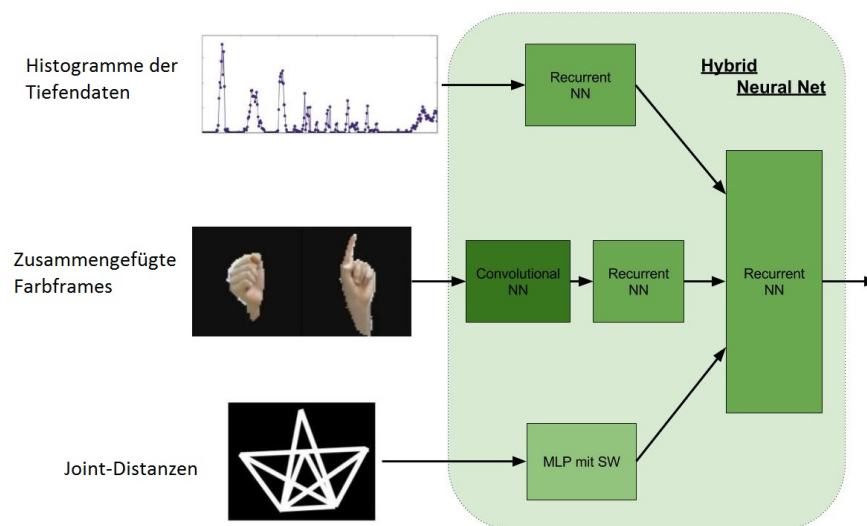 Histogramme der
Tiefendaten
Recurrent
NN
Hybrid
Neural Net
Zusammengefügte
Farbframes
Convolutional
NN
Recurrent
NN
Recurrent
NN
Joint-Distanzen
MLP mit SW